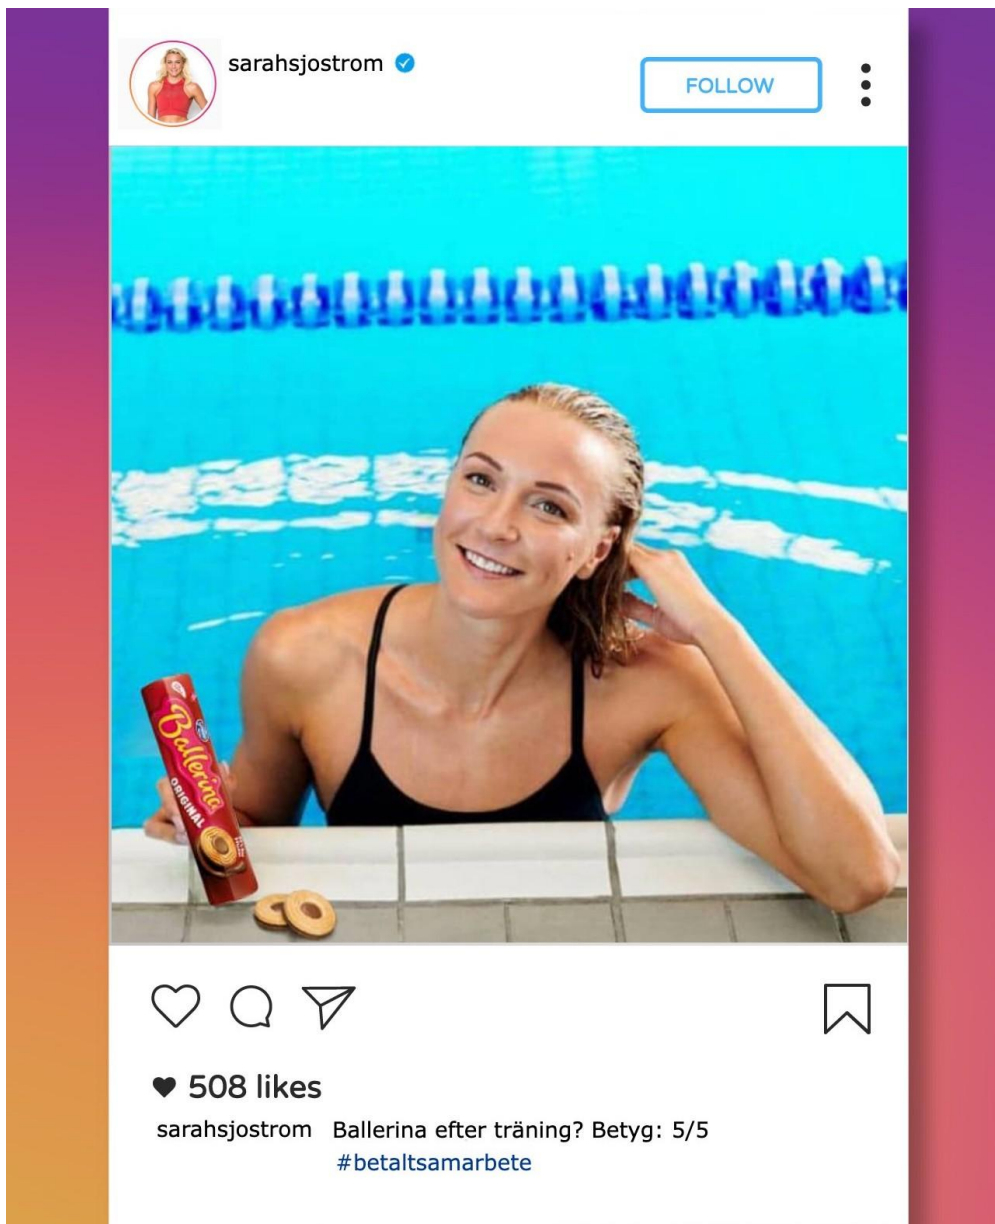 sarahsjostrom
FOLLOW
Ballerina
ORIGINAL
508 likes
sarahsjostrom Ballerina efter träning? Betyg: 5/5
#betaltsamarbete